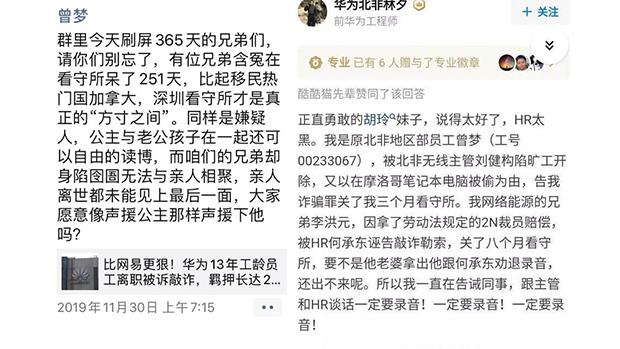 曾梦
群里今天刷屏365天的兄弟们，
请你们别忘了，有位兄弟含冤在
看守所呆了251天，比起移民热
门国加拿大，深圳看守所才是真
正的“方寸之间”。同样是嫌疑
人，公主与老公孩子在一起还可
以自由的读博，而咱们的兄弟却
身陷囹圄无法与亲人相聚，亲人
离世都未能见上最后一面，大家
愿意像声援公主那样声援下他
吗？
比网易更狠！华为13年工龄员
工离职被诉敲诈，羁押长达2...
2019年11月30日 上午7:15
华为北非林夕
前华为工程师
+ 关注
专业 已有 6 人赠与了专业徽章
酷酷猫先辈赞同了该回答
正直勇敢的胡玲妹子，说得太好了，HR太
黑。我是原北非地区部员工曾梦（工号
00233067），被北非无线主管刘健构陷旷工开
除，又以在摩洛哥笔记本电脑被偷为由，告我
诈骗罪关了我三个月看守所。我网络能源的兄
弟李洪元，因拿了劳动法规定的2N裁员赔偿，
被HR何承东诬告敲诈勒索，关了八个月看守
所，要不是他老婆拿出他跟何承东劝退录音，
还出不来呢。所以我一直在告诫同事，跟主管
和HR谈话一定要录音！一定要录音！一定要录
音！